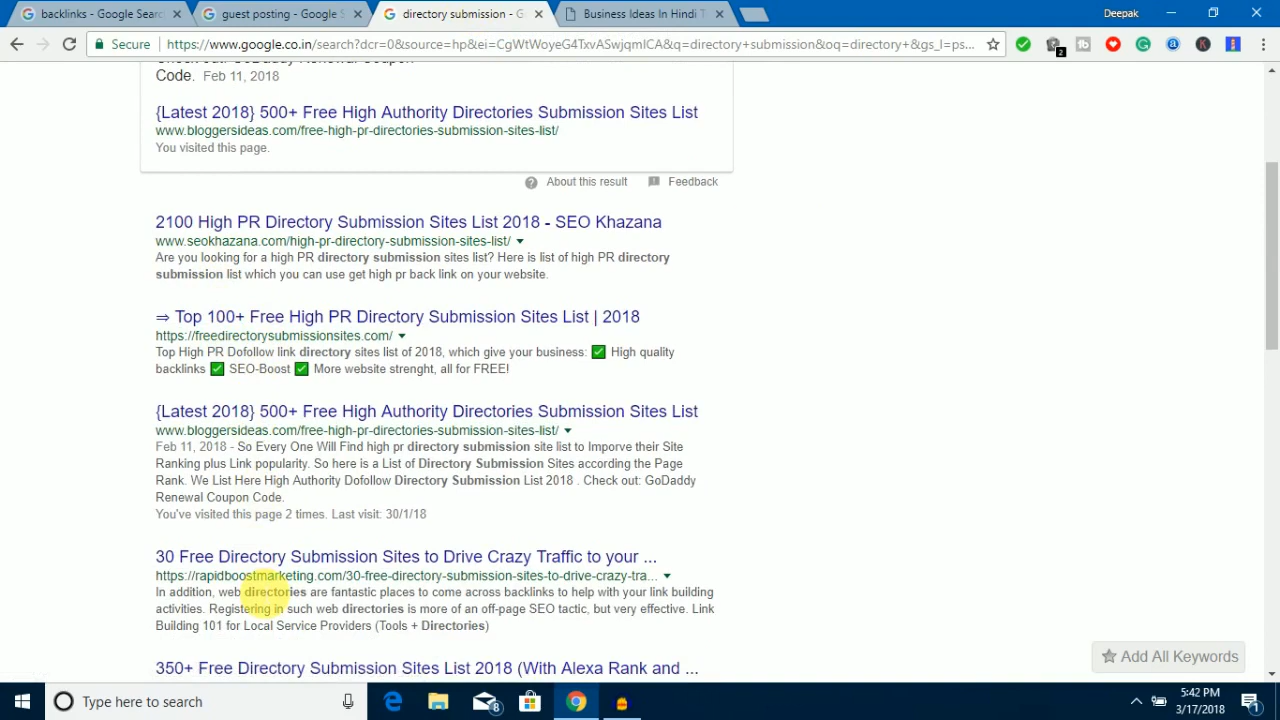 backlinks - Google Searc
guest posting - Google S
directory submission - G
Business Ideas In Hindi T
Deepak
Secure
https://www.google.co.in/search?dcr=0&source=hp&ei=CgWtWoyeG4TxvASwjqmICA&q=directory+submission&oq=directory+&gs_l=ps...
2
Code. Feb 11, 2018
{Latest 2018} 500+ Free High Authority Directories Submission Sites List
www.bloggersideas.com/free-high-pr-directories-submission-sites-list/
You visited this page.
About this result
Feedback
2100 High PR Directory Submission Sites List 2018 - SEO Khazana
www.seokhazana.com/high-pr-directory-submission-sites-list/
Are you looking for a high PR directory submission sites list? Here is list of high PR directory
submission list which you can use get high pr back link on your website.
⇒ Top 100+ Free High PR Directory Submission Sites List | 2018
https://freedirectorysubmissionsites.com/
Top High PR Dofollow link directory sites list of 2018, which give your business: ✅ High quality
backlinks ✅ SEO-Boost ✅ More website strenght, all for FREE!
{Latest 2018} 500+ Free High Authority Directories Submission Sites List
www.bloggersideas.com/free-high-pr-directories-submission-sites-list/
Feb 11, 2018 - So Every One Will Find high pr directory submission site list to Imporve their Site
Ranking plus Link popularity. So here is a List of Directory Submission Sites according the Page
Rank. We List Here High Authority Dofollow Directory Submission List 2018 . Check out: GoDaddy
Renewal Coupon Code.
You've visited this page 2 times. Last visit: 30/1/18
30 Free Directory Submission Sites to Drive Crazy Traffic to your ...
https://rapidboostmarketing.com/30-free-directory-submission-sites-to-drive-crazy-tra...
In addition, web directories are fantastic places to come across backlinks to help with your link building
activities. Registering in such web directories is more of an off-page SEO tactic, but very effective. Link
Building 101 for Local Service Providers (Tools + Directories)
350+ Free Directory Submission Sites List 2018 (With Alexa Rank and ...
Add All Keywords
Type here to search
8
5:42 PM
3/17/2018
1